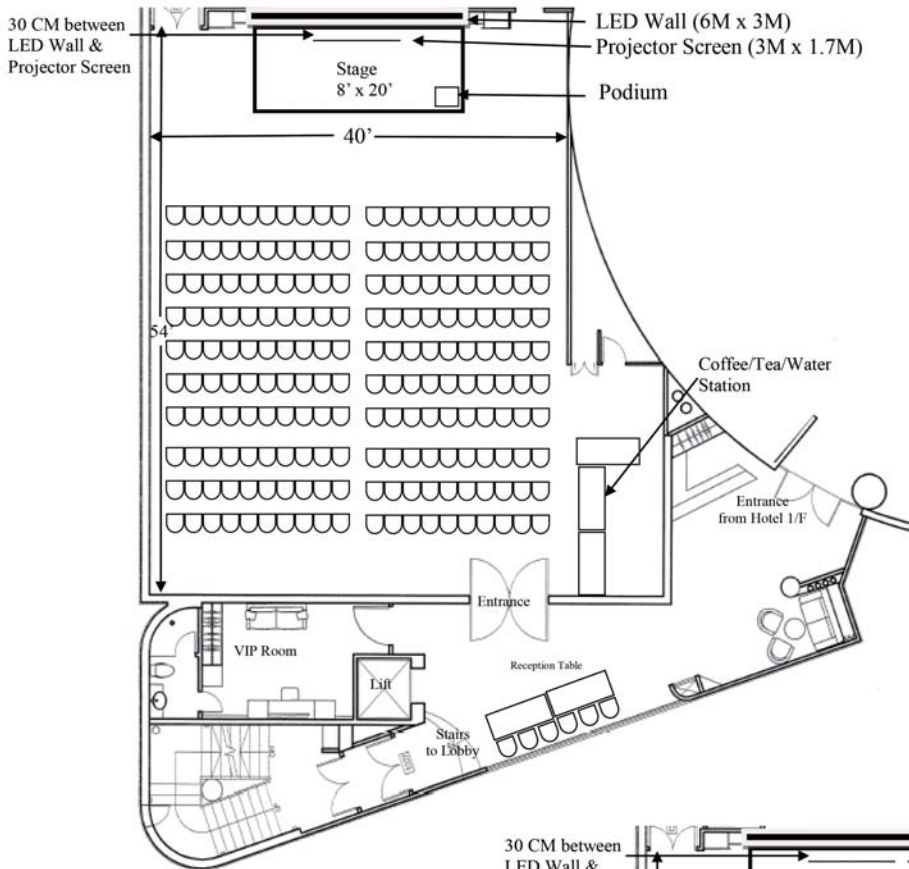 30 CM between
LED Wall &
Projector Screen
LED Wall (6M x 3M)
Projector Screen (3M x 1.7M)
Stage
8’ x 20’
Podium
40’
54’
Coffee/Tea/Water
Station
Entrance
from Hotel 1/F
Entrance
VIP Room
Reception Table
Lift
Stairs
to Lobby
30 CM between
LED Wall &